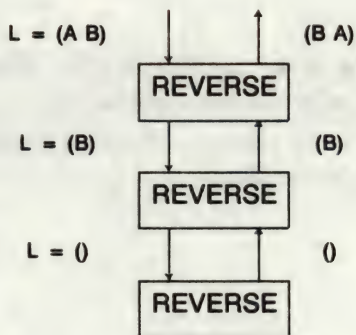 L = (A B) (B A)
REVERSE
L = (B) (B)
REVERSE
L = () ()
REVERSE